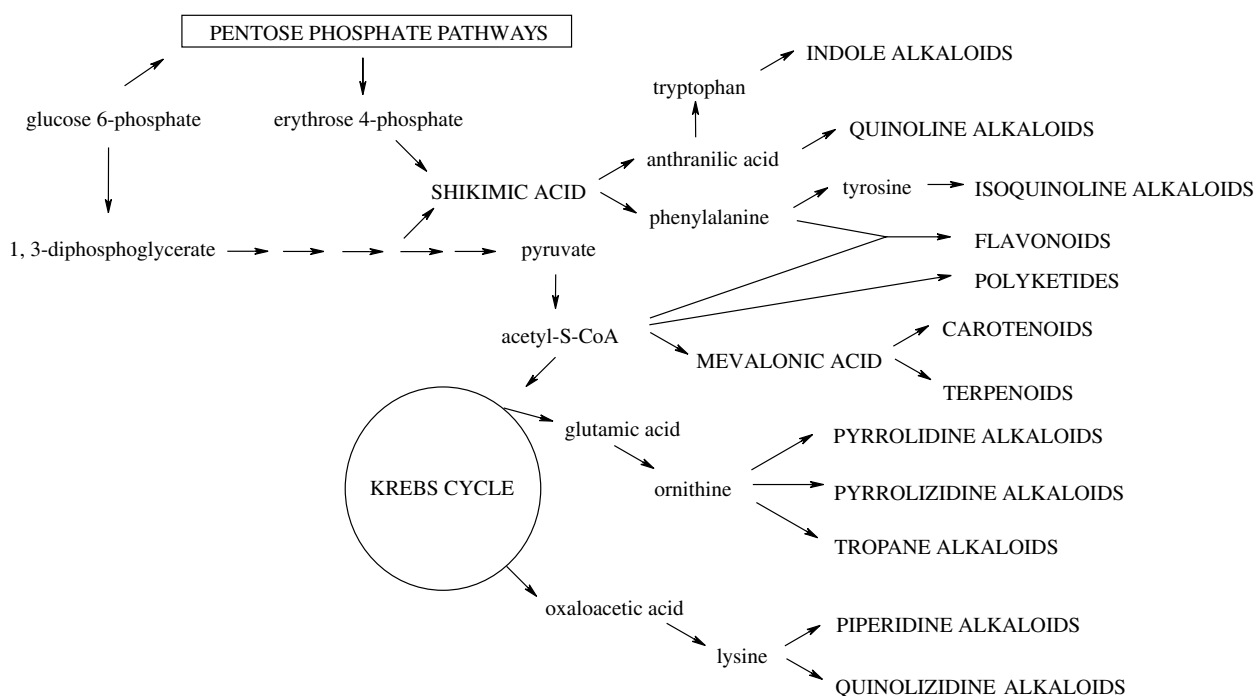 PENTOSE PHOSPHATE PATHWAYS
INDOLE ALKALOIDS
tryptophan
glucose 6-phosphate
erythrose 4-phosphate
QUINOLINE ALKALOIDS
anthranilic acid
SHIKIMIC ACID
tyrosine
ISOQUINOLINE ALKALOIDS
phenylalanine
1, 3-diphosphoglycerate
pyruvate
FLAVONOIDS
POLYKETIDES
acetyl-S-CoA
CAROTENOIDS
MEVALONIC ACID
TERPENOIDS
glutamic acid
PYRROLIDINE ALKALOIDS
KREBS CYCLE
ornithine
PYRROLIZIDINE ALKALOIDS
TROPANE ALKALOIDS
oxaloacetic acid
PIPERIDINE ALKALOIDS
lysine
QUINOLIZIDINE ALKALOIDS